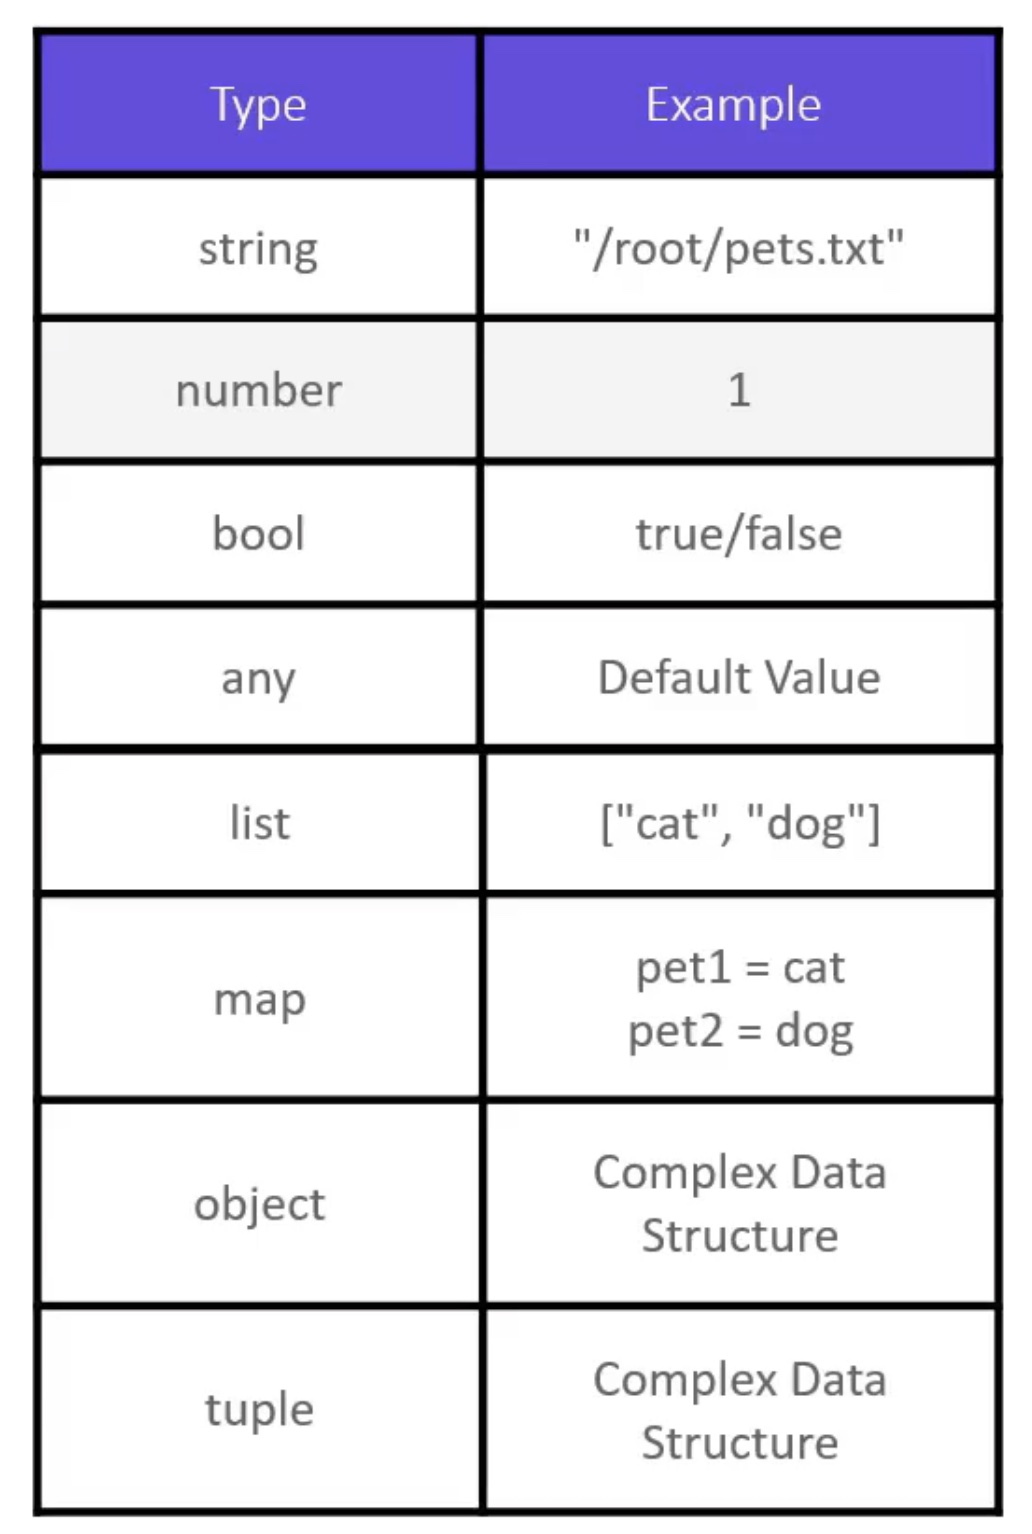 Type Example
string "/root/pets.txt"
number 1
bool true/false
any Default Value
list ["cat", "dog"]
map pet1 = cat
pet2 = dog
object Complex Data
Structure
tuple Complex Data
Structure